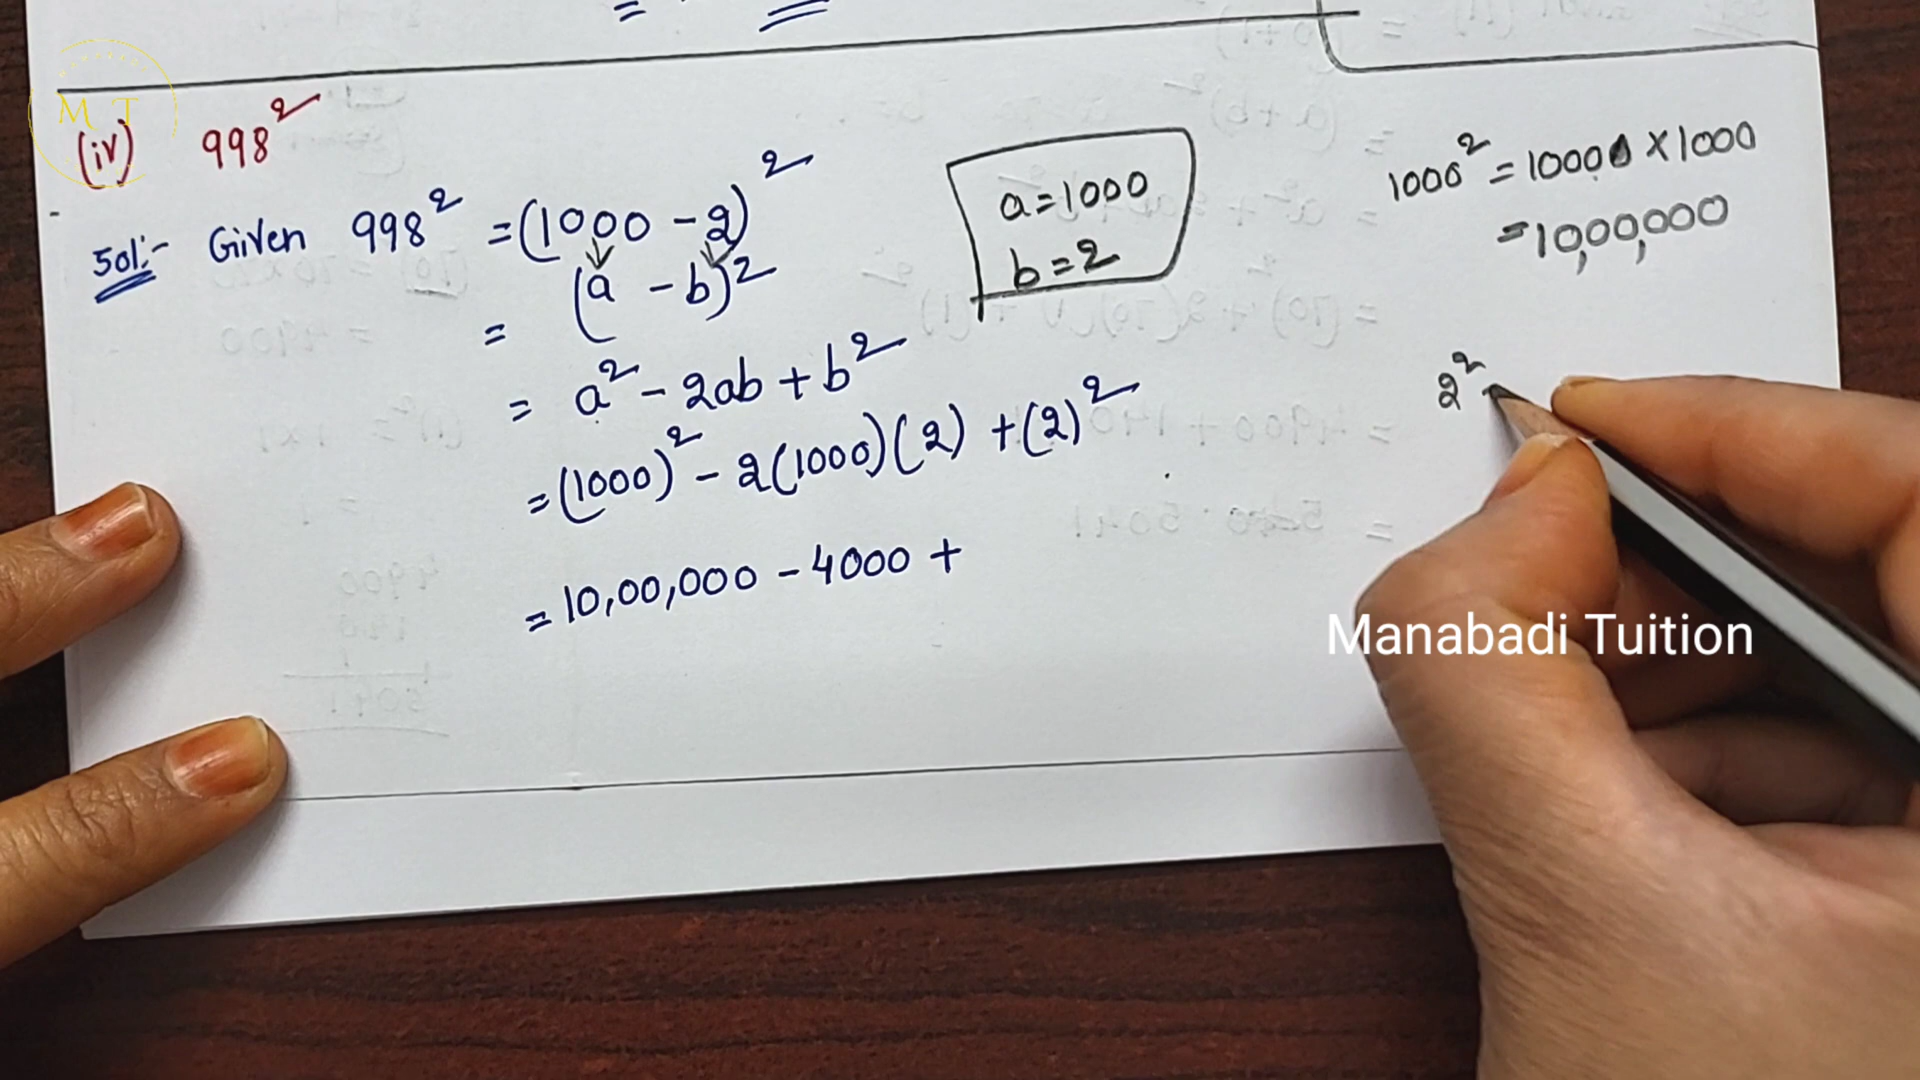 M T
(iv) 998²
Sol:- Given 998² = (1000 - 2)²
= (a - b)²
= a² - 2ab + b²
= (1000)² - 2(1000)(2) + (2)²
= 10,00,000 - 4000 +
a = 1000
b = 2
1000² = 1000 × 1000
= 10,00,000
2²
Manabadi Tuition